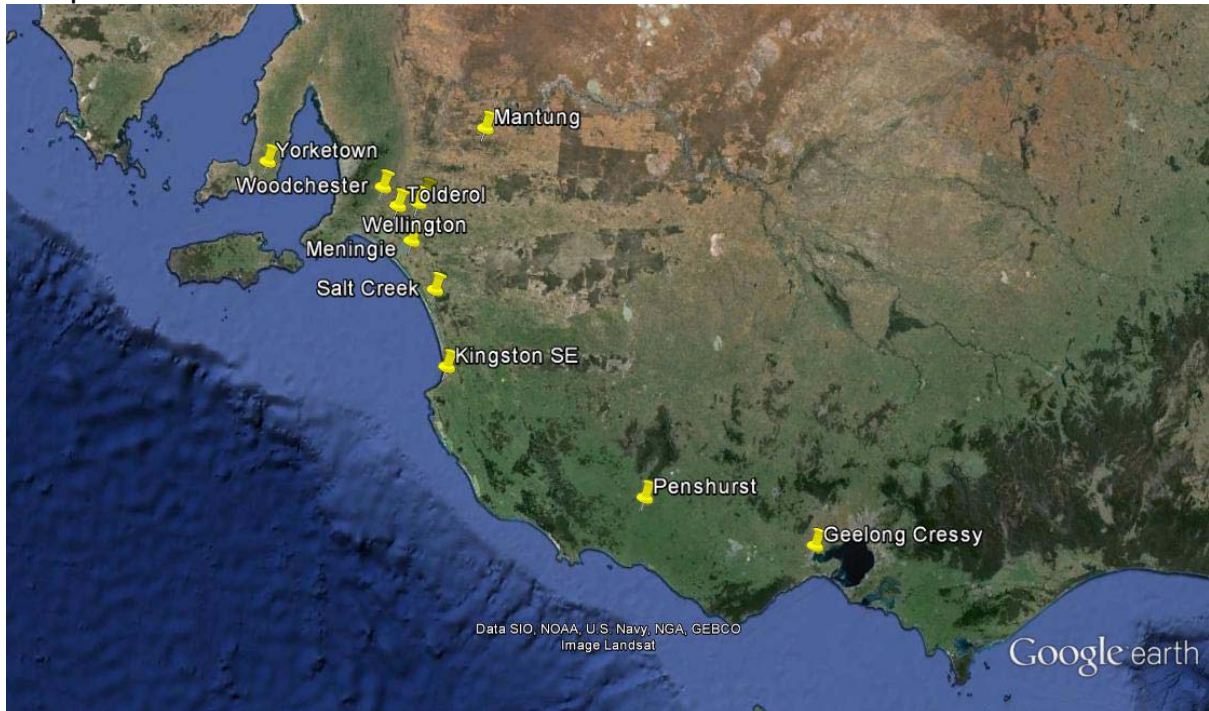 Mantung
Yorketown
Woodchester
Tolderol
Wellington
Meningie
Salt Creek
Kingston SE
Penshurst
Geelong Cressy
Data SIO, NOAA, U.S. Navy, NGA, GEBCO
Image Landsat
Google earth